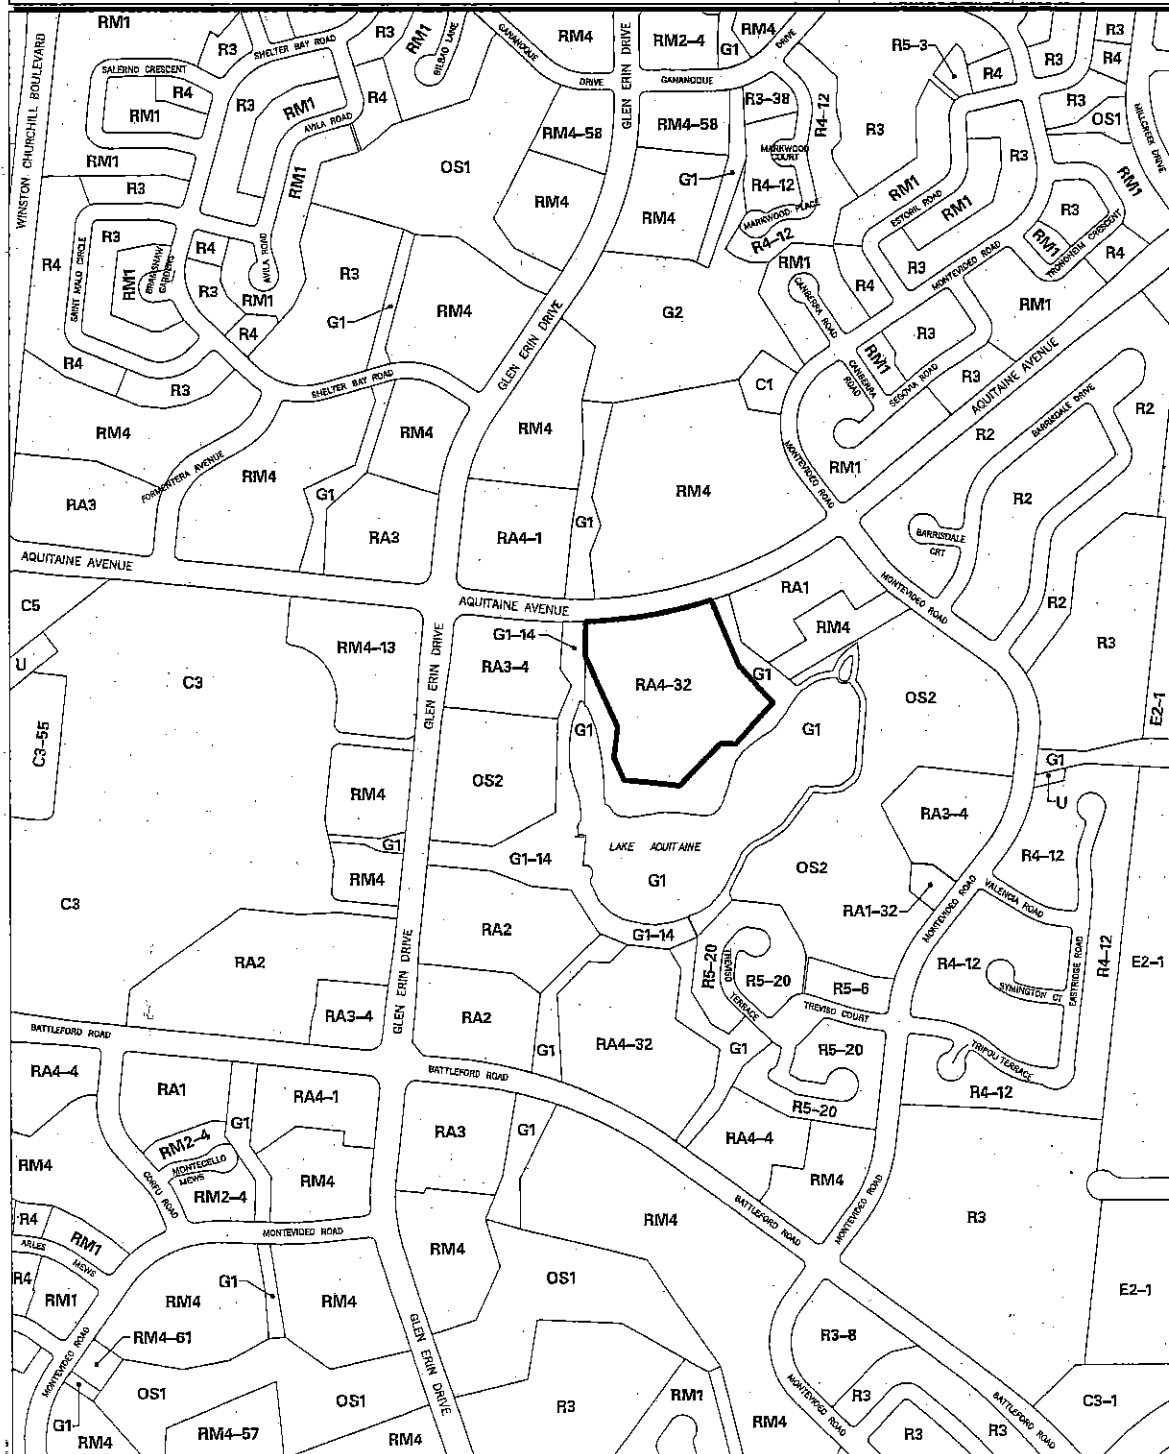 RM1
R3
SHELTER BAY ROAD
R3
RM1
BILBAO LANE
GANANOQUE
DRIVE
RM4
GLEN ERIN DRIVE
RM2-4
G1
RM4
DRIVE
GANANOQUE
R5-3
R4
R3
R3
R4
WINSTON CHURCHILL BOULEVARD
SALERNO CRESCENT
R4
RM1
R3
RM1
AVILA ROAD
R4
RM4-58
RM4-58
R3-38
R4-12
R3
R3
OS1
MILLCREEK DRIVE
RM1
R3
OS1
RM1
RM4
G1
RM4
MARKWOOD COURT
R4-12
MARKWOOD PLACE
R4-12
RM1
ESTORIL ROAD
RM1
R3
R3
RM1
TRONDHEIM CRESCENT
R4
R4
SAINT MALO CIRCLE
R3
RM1
BRADSHAW GARDENS
R4
R3
AVILA ROAD
RM1
R4
R3
G1
RM4
GLEN ERIN DRIVE
G2
RM1
CANBERRA ROAD
R4
R3
MONTEVIDEO ROAD
RM1
R4
R3
SHELTER BAY ROAD
C1
RM1
CANBERRA ROAD
R3
SEGOVIA ROAD
R3
AQUITAINE AVENUE
RM4
FORMENTERA AVENUE
RM4
RM4
RM4
RM4
MONTEVIDEO ROAD
RM1
R2
BARRISDALE DRIVE
R2
R2
RA3
G1
RA3
RA4-1
G1
BARRISDALE CRT
AQUITAINE AVENUE
AQUITAINE AVENUE
RA1
RM4
MONTEVIDEO ROAD
R2
R3
C5
U
C3
RM4-13
GLEN ERIN DRIVE
G1-14
RA3-4
RA4-32
G1
OS2
E2-1
C3-55
G1
G1
RM4
OS2
RA3-4
G1
U
G1
LAKE AQUITAINE
G1-14
G1
OS2
R4-12
RM4
RA1-32
VALENCIA ROAD
MONTEVIDEO ROAD
C3
RA2
RA2
G1-14
R5-20
TREVISO
TERRACE
R5-20
R5-6
R4-12
SYMINGTON CT
EASTRIDGE ROAD
R4-12
E2-1
GLEN ERIN DRIVE
RA3-4
RA2
G1
RA4-32
G1
TREVISO COURT
R5-20
TRIPOLI TERRACE
R4-12
BATTLEFORD ROAD
BATTLEFORD ROAD
R5-20
RA4-4
RA1
G1
RA4-1
RA3
G1
RA4-4
RM4
RM2-4
MONTECELLO
MEWS
RM2-4
RM4
RM4
CORFU ROAD
BATTLEFORD ROAD
MONTEVIDEO ROAD
R3
RM4
R4
ARLES
MEWS
RM1
MONTEVIDEO ROAD
RM4
OS1
R4
RM1
G1
RM4
RM4
E2-1
RM4-61
MONTEVIDEO ROAD
GLEN ERIN DRIVE
R3-8
OS1
OS1
R3
RM1
RM4
MONTEVIDEO ROAD
R3
R3
R3
BATTLEFORD ROAD
C3-1
G1
RM4
RM4-57
RM4